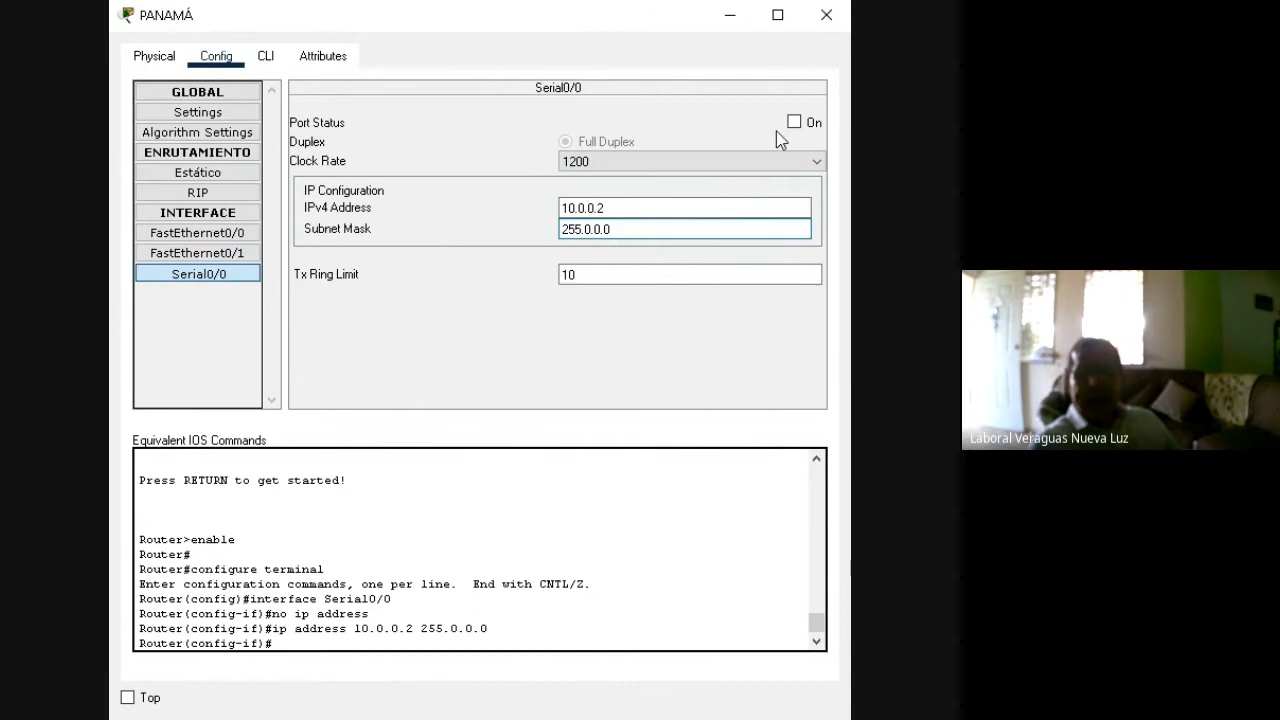 PANAMÁ
Physical Config CLI Attributes
GLOBAL
Settings
Algorithm Settings
ENRUTAMIENTO
Estático
RIP
INTERFACE
FastEthernet0/0
FastEthernet0/1
Serial0/0
Serial0/0
Port Status On
Duplex Full Duplex
Clock Rate 1200
IP Configuration
IPv4 Address 10.0.0.2
Subnet Mask 255.0.0.0
Tx Ring Limit 10
Equivalent IOS Commands
Press RETURN to get started!
Router>enable
Router#
Router#configure terminal
Enter configuration commands, one per line.  End with CNTL/Z.
Router(config)#interface Serial0/0
Router(config-if)#no ip address
Router(config-if)#ip address 10.0.0.2 255.0.0.0
Router(config-if)#
Top
Laboral Veraguas Nueva Luz